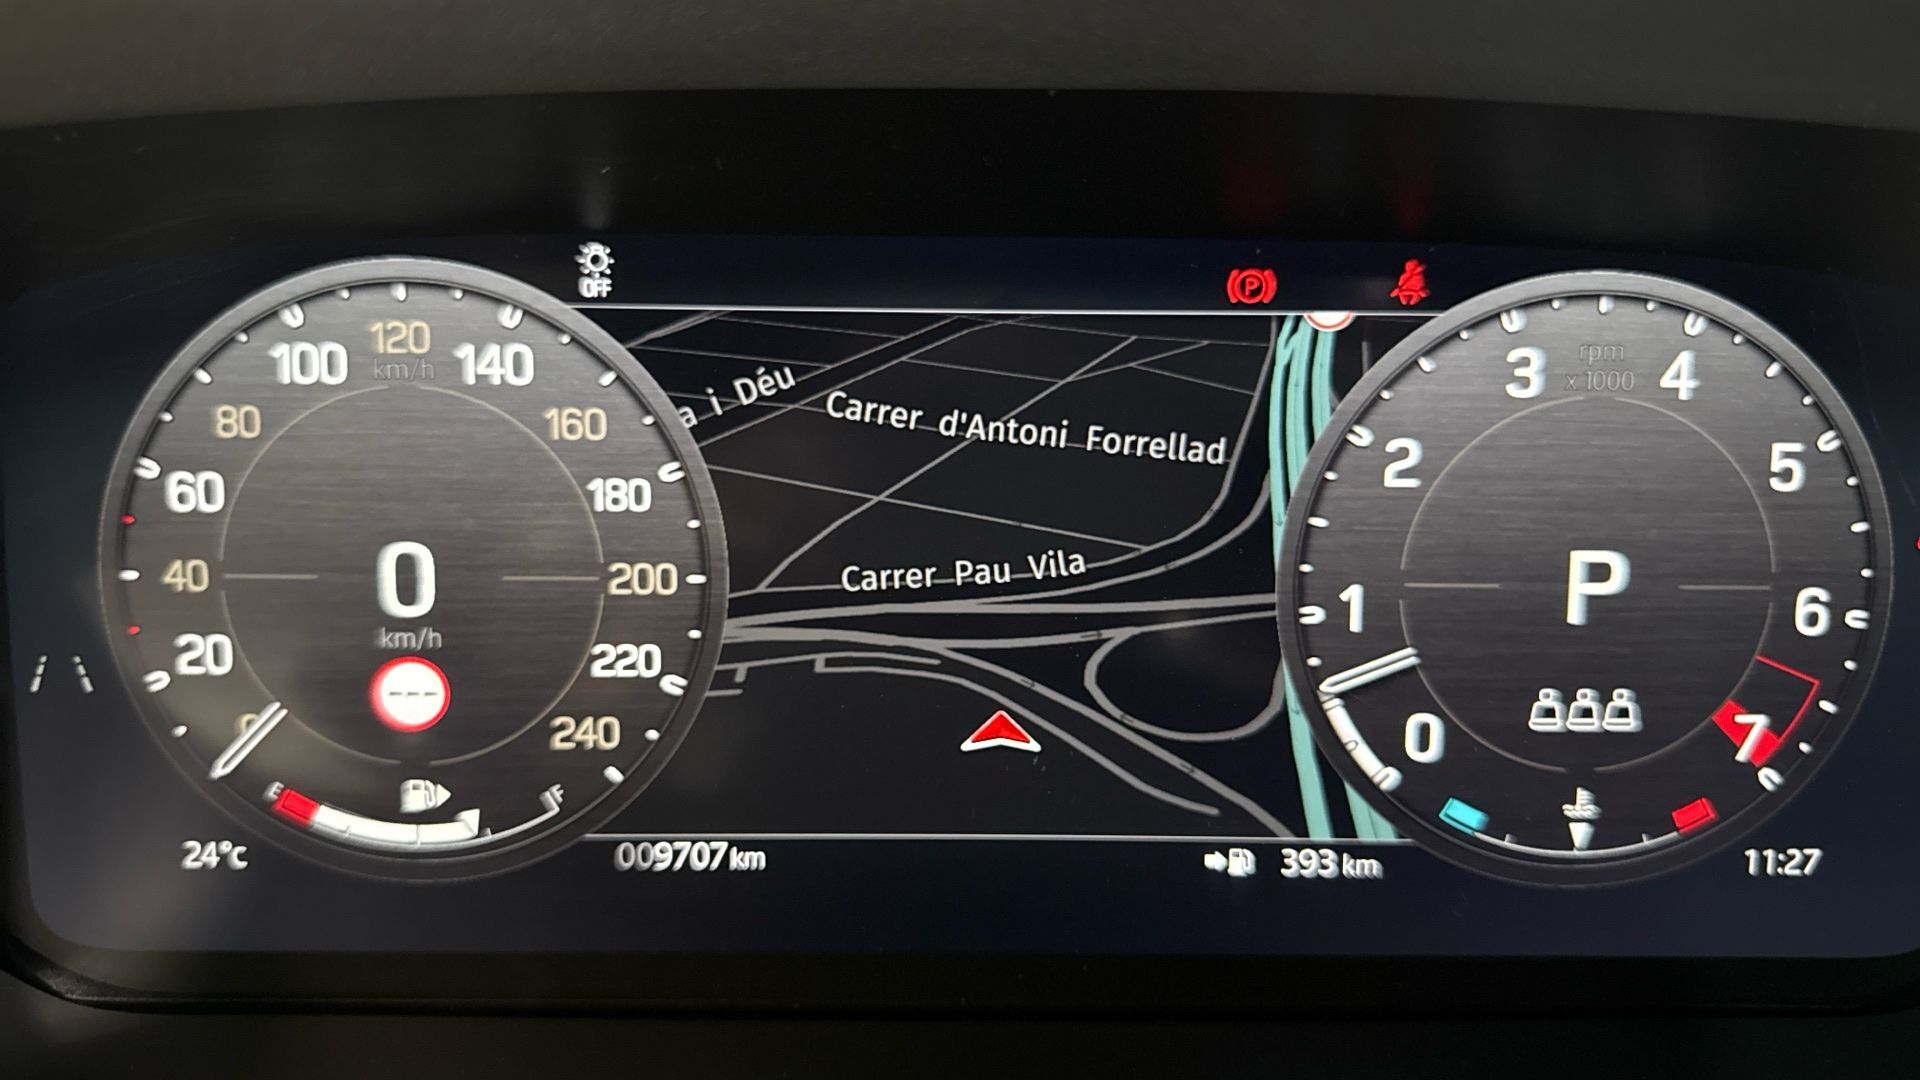 OFF
P
100
120
km/h
140
80
160
60
180
40
200
20
220
0
240
0
km/h
---
E
F
24°c
009707 km
a i Déu
Carrer d'Antoni Forrellad
Carrer Pau Vila
393 km
rpm
x 1000
3
4
2
5
1
6
0
7
P
11:27